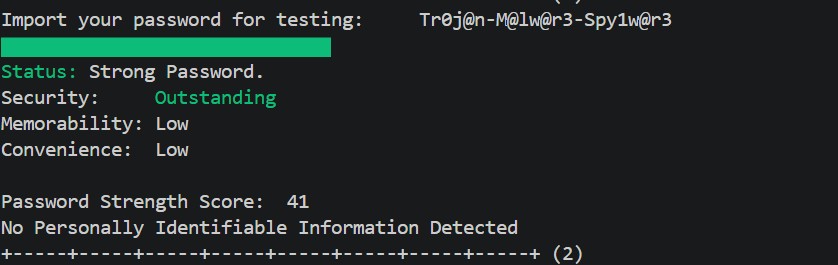 Import your password for testing: Tr0j@n-M@lw@r3-Spy1w@r3
Status: Strong Password.
Security: Outstanding
Memorability: Low
Convenience: Low
Password Strength Score: 41
No Personally Identifiable Information Detected
+-----+-----+-----+-----+-----+-----+-----+-----+ (2)